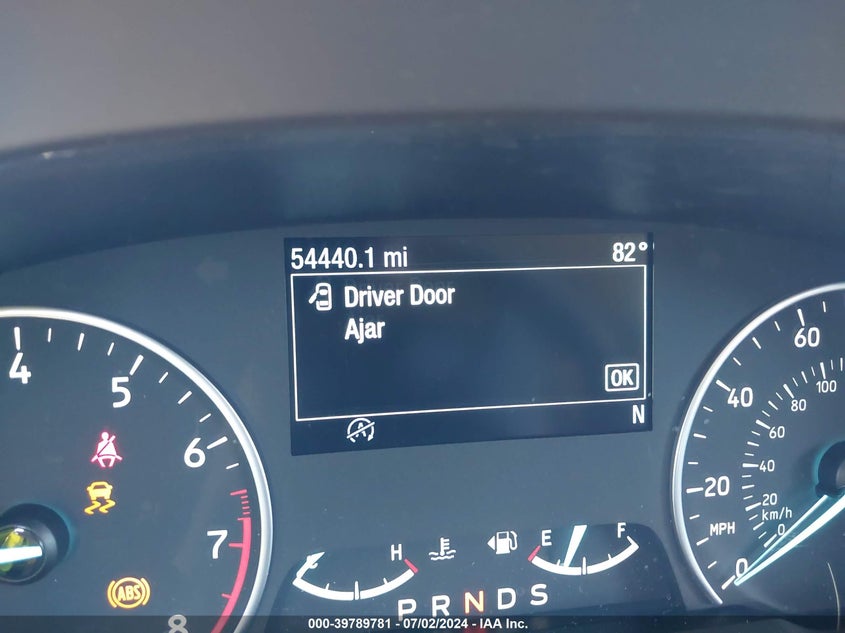 54440.1 mi 82°
Driver Door
Ajar
OK
N
4
5
6
7
8
ABS
H
E F
P R N D S
60
40
20
0
MPH
100
80
60
40
20
km/h
0
000-39789781 - 07/02/2024 - IAA Inc.